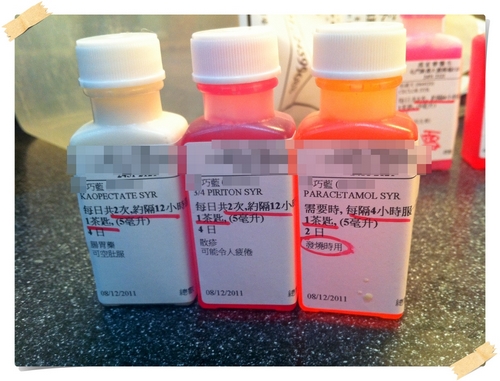 巧藍
KAOPECTATE SYR
每日共2次,約隔12小時
1茶匙, (5毫升)
4 日
腸胃藥
可空肚服
08/12/2011
巧藍
3/4 PIRITON SYR
每日共2次,約隔12小
1茶匙, (5毫升)
4 日
敏疹
可能令人疲倦
08/12/2011
巧藍
PARACETAMOL SYR
需要時, 每隔4小時服
1茶匙, (5毫升)
2 日
發燒時用
08/12/2011